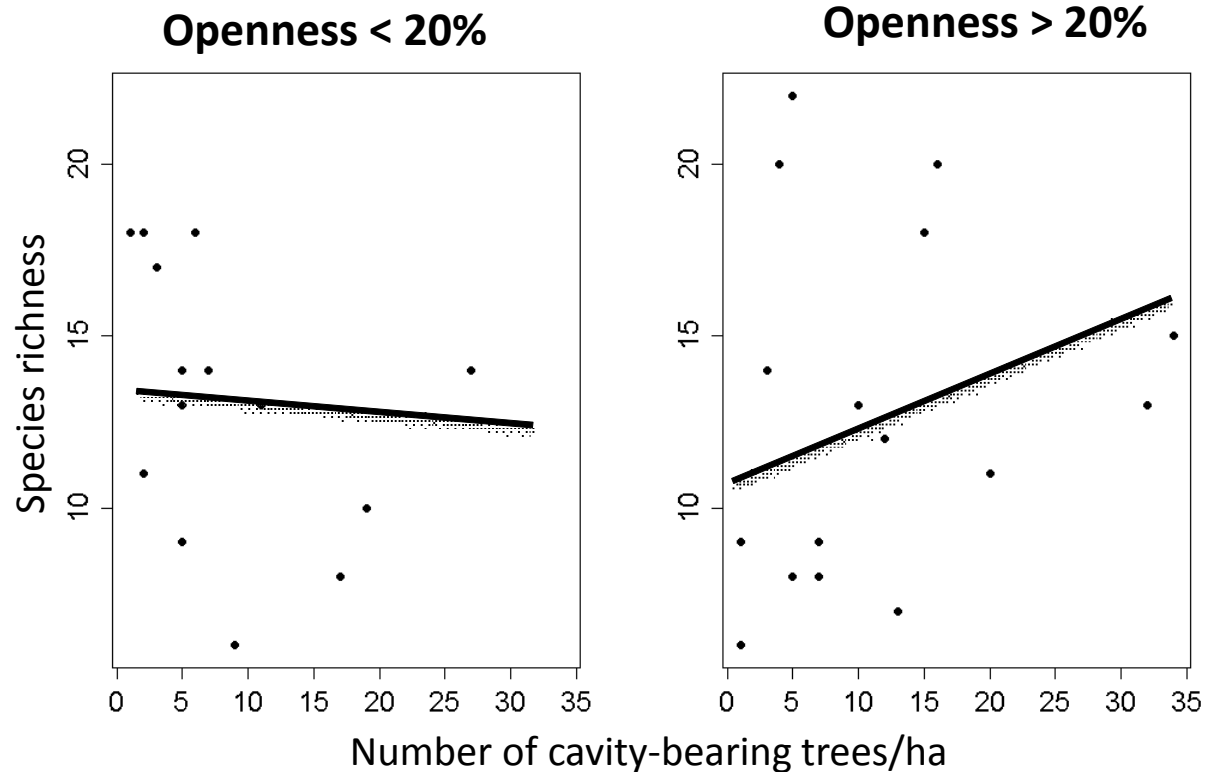 Openness < 20%
Openness > 20%
Species richness
20
15
10
0 5 10 15 20 25 30 35
20
15
10
0 5 10 15 20 25 30 35
Number of cavity-bearing trees/ha